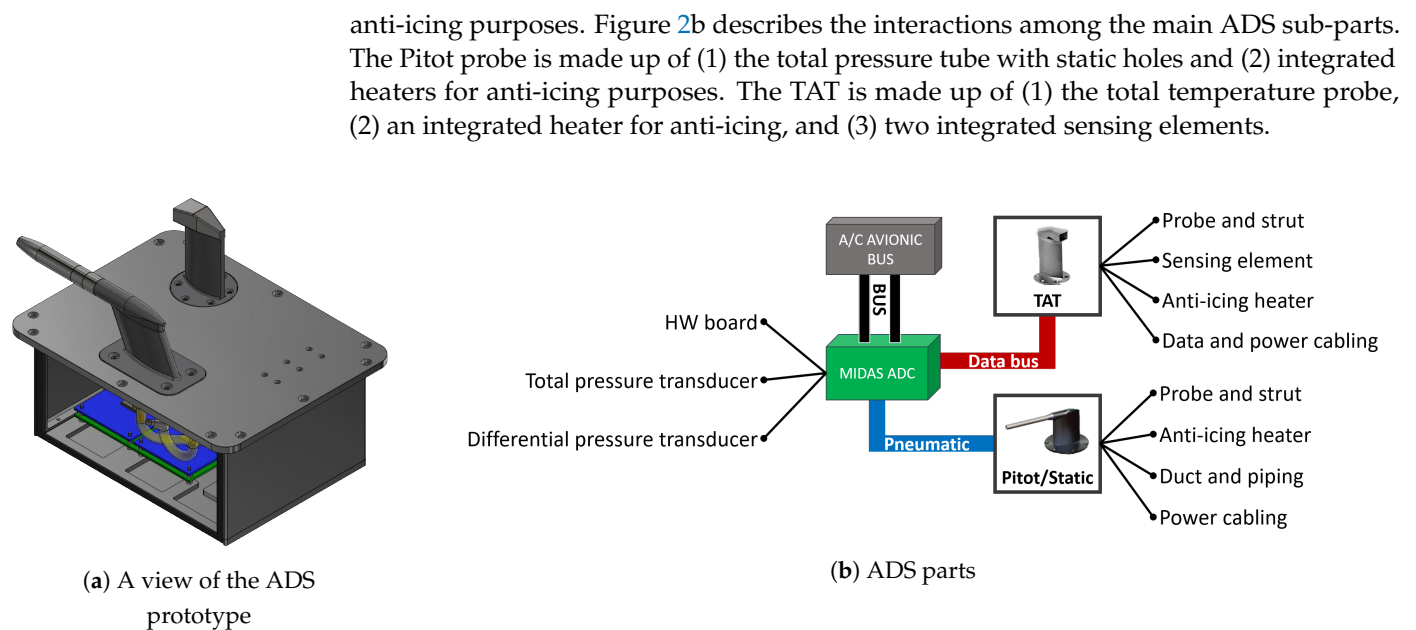 anti-icing purposes. Figure 2b describes the interactions among the main ADS sub-parts.
The Pitot probe is made up of (1) the total pressure tube with static holes and (2) integrated
heaters for anti-icing purposes. The TAT is made up of (1) the total temperature probe,
(2) an integrated heater for anti-icing, and (3) two integrated sensing elements.
A/C AVIONIC
BUS
BUS
HW board
Total pressure transducer
Differential pressure transducer
MIDAS ADC
Data bus
Pneumatic
TAT
Probe and strut
Sensing element
Anti-icing heater
Data and power cabling
Pitot/Static
Probe and strut
Anti-icing heater
Duct and piping
Power cabling
(a) A view of the ADS
prototype
(b) ADS parts